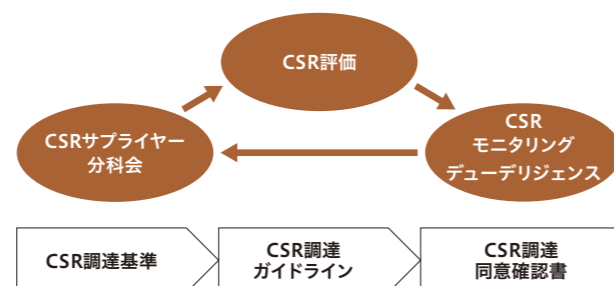 CSR評価
CSRサプライヤー
分科会
CSR
モニタリング
デューデリジェンス
CSR調達基準
CSR調達
ガイドライン
CSR調達
同意確認書